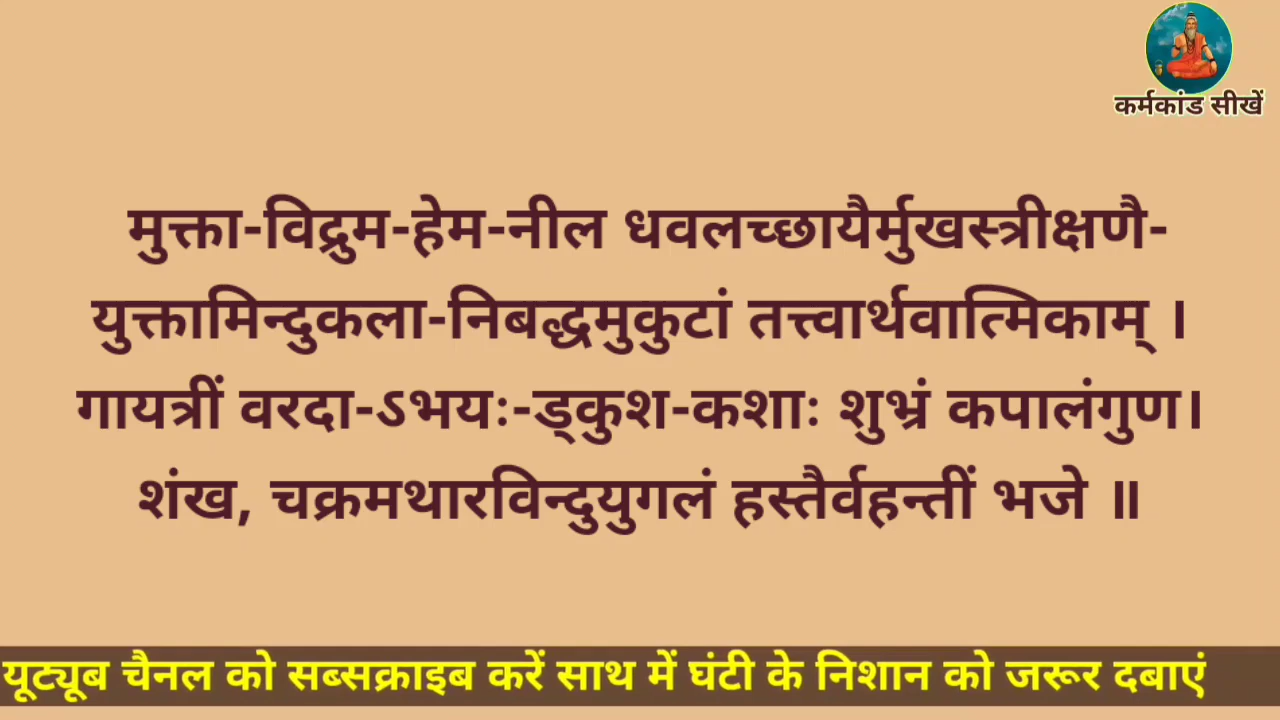 कर्मकांड सीखें
मुक्ता-विद्रुम-हेम-नील धवलच्छायैर्मुखस्त्रीक्षणै-
युक्तामिन्दुकला-निबद्धमुकुटां तत्त्वार्थवात्मिकाम् ।
गायत्रीं वरदा-ऽभयः-ड्कुश-कशाः शुभ्रं कपालंगुण।
शंख, चक्रमथारविन्दुयुगलं हस्तैर्वहन्तीं भजे ॥
यूट्यूब चैनल को सब्सक्राइब करें साथ में घंटी के निशान को जरूर दबाएं